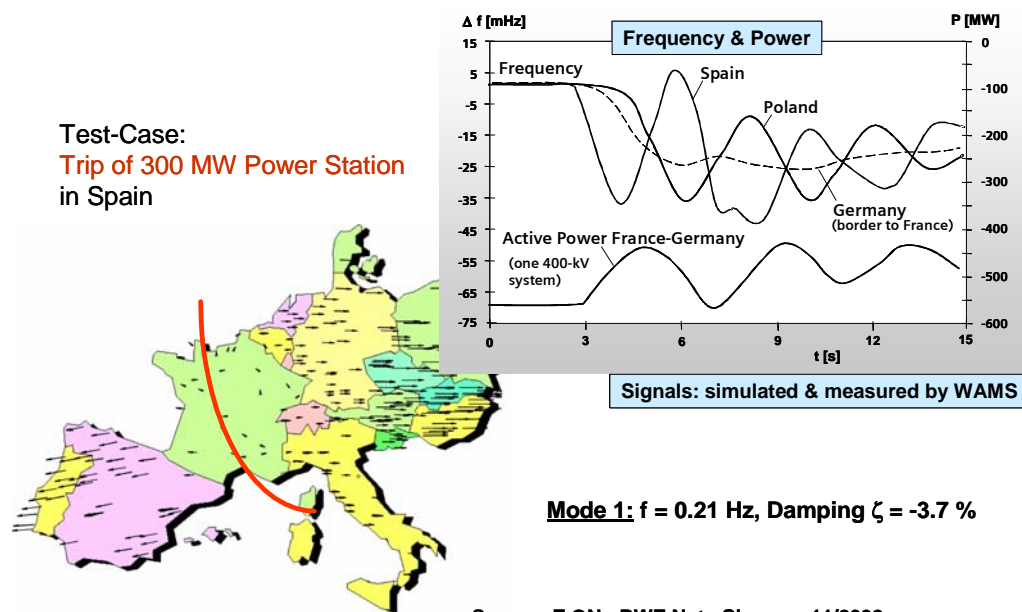 Test-Case:
Trip of 300 MW Power Station
in Spain
Δ f [mHz]
P [MW]
Frequency & Power
15
5
-5
-15
-25
-35
-45
-55
-65
-75
0
-100
-200
-300
-400
-500
-600
Frequency
Spain
Poland
Germany
(border to France)
Active Power France-Germany
(one 400-kV
system)
0
3
6
9
12
15
t [s]
Signals: simulated & measured by WAMS
Mode 1: f = 0.21 Hz, Damping ζ = -3.7 %